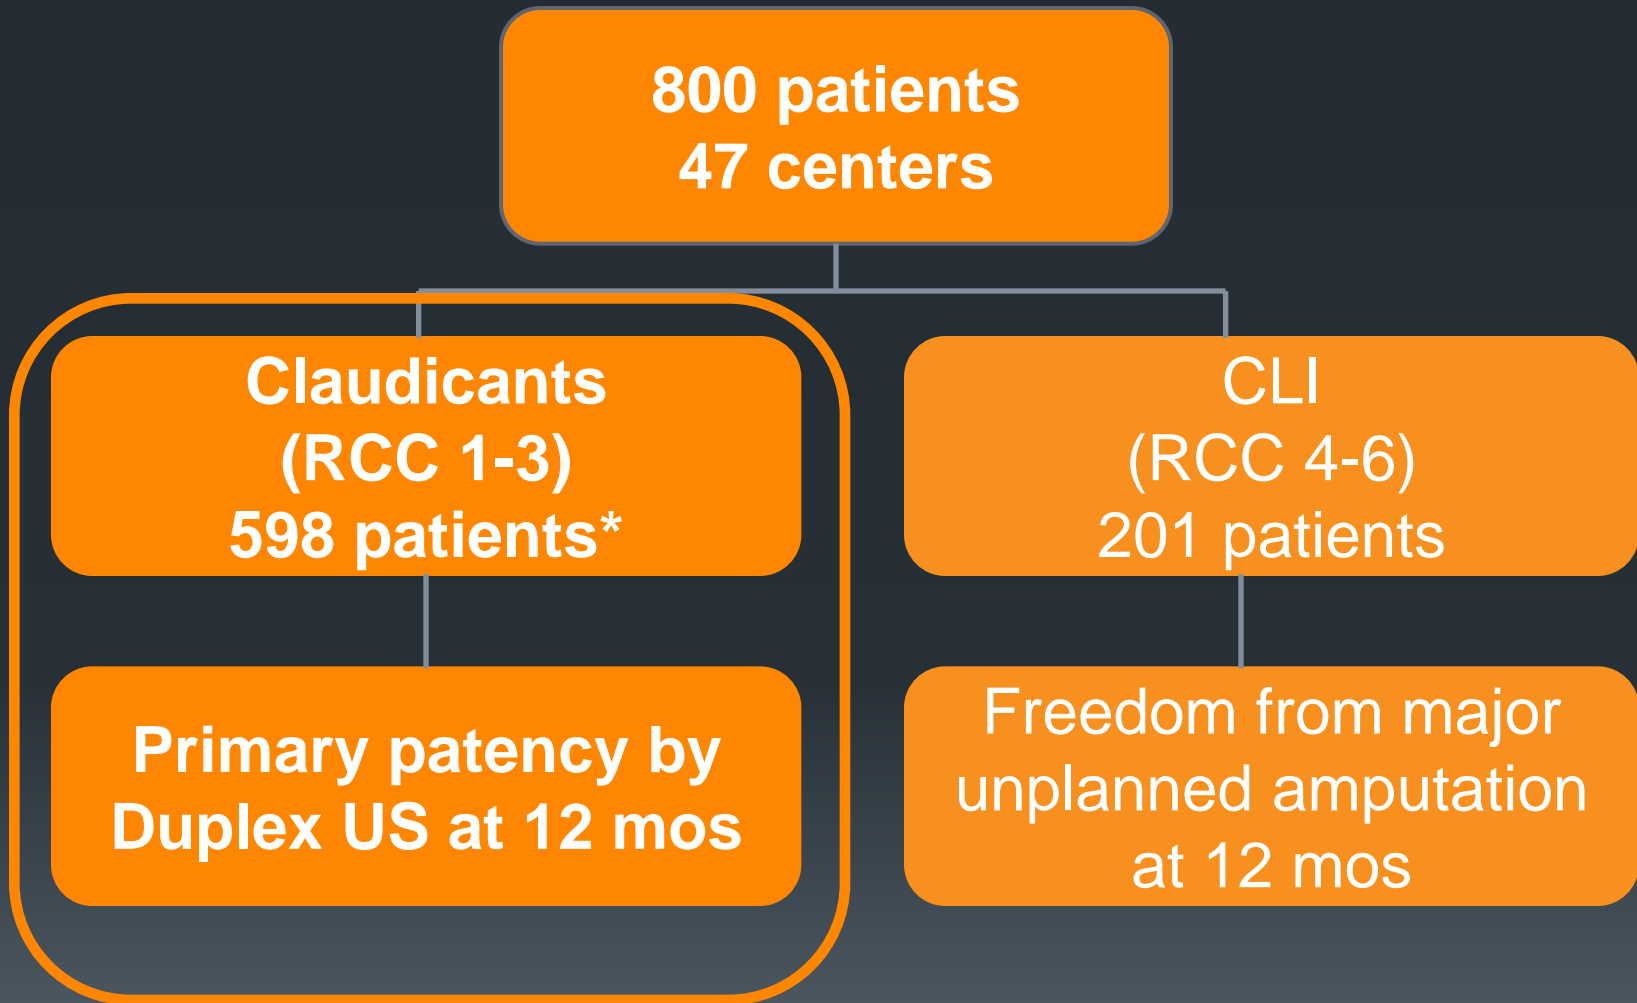 800 patients
47 centers
Claudicants
(RCC 1-3)
598 patients*
CLI
(RCC 4-6)
201 patients
Primary patency by
Duplex US at 12 mos
Freedom from major
unplanned amputation
at 12 mos